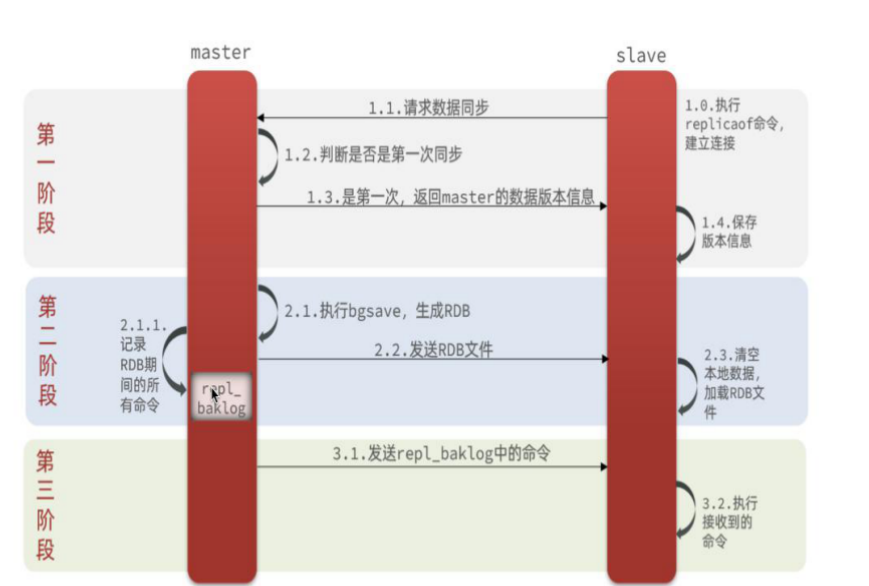 master
slave
第一阶段
1.0.执行
replicaof命令，
建立连接
1.1.请求数据同步
1.2.判断是否是第一次同步
1.3.是第一次，返回master的数据版本信息
1.4.保存
版本信息
第二阶段
2.1.执行bgsave，生成RDB
2.1.1.
记录
RDB期
间的所
有命令
2.2.发送RDB文件
repl_
baklog
2.3.清空
本地数据，
加载RDB文
件
第三阶段
3.1.发送repl_baklog中的命令
3.2.执行
接收到的
命令